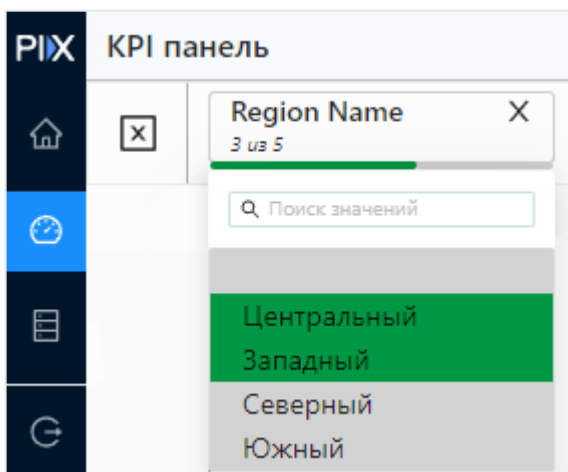 PIX
KPI панель
Region Name
3 из 5
Поиск значений
Центральный
Западный
Северный
Южный